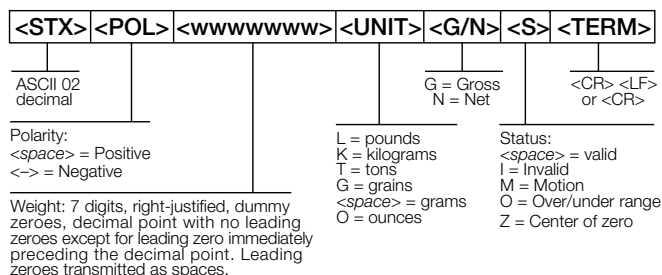 <STX> <POL> <wwwwwww> <UNIT> <G/N> <S> <TERM>
ASCII 02
decimal
Polarity:
<space> = Positive
<–> = Negative
Weight: 7 digits, right-justified, dummy
zeroes, decimal point with no leading
zeroes except for leading zero immediately
preceding the decimal point. Leading
zeroes transmitted as spaces.
L = pounds
K = kilograms
T = tons
G = grains
<space> = grams
O = ounces
G = Gross
N = Net
Status:
<space> = valid
I = Invalid
M = Motion
O = Over/under range
Z = Center of zero
<CR> <LF>
or <CR>